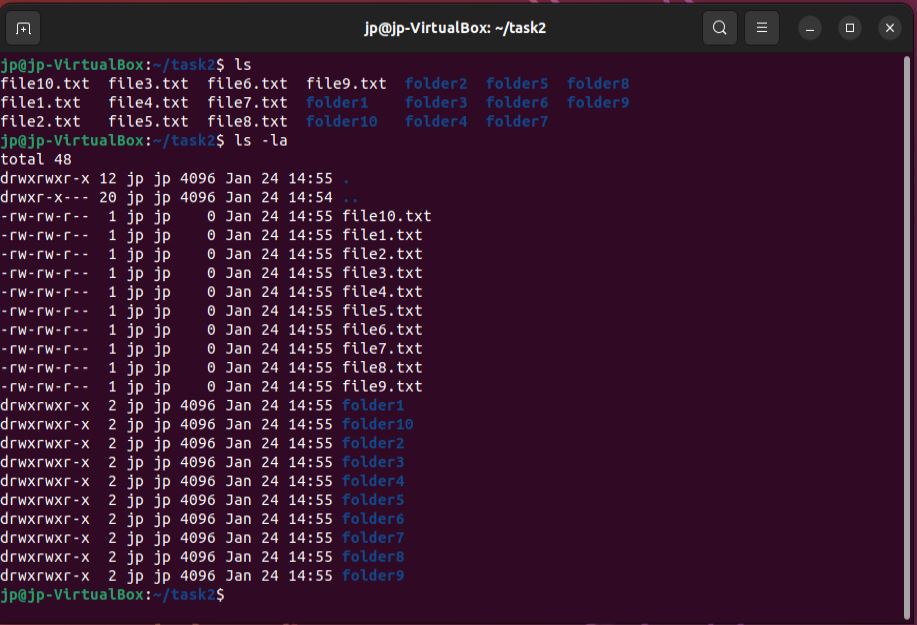 jp@jp-VirtualBox: ~/task2
jp@jp-VirtualBox:~/task2$ ls
file10.txt  file3.txt  file6.txt  file9.txt  folder2  folder5  folder8
file1.txt   file4.txt  file7.txt  folder1    folder3  folder6  folder9
file2.txt   file5.txt  file8.txt  folder10   folder4  folder7
jp@jp-VirtualBox:~/task2$ ls -la
total 48
drwxrwxr-x 12 jp jp 4096 Jan 24 14:55 .
drwxr-x--- 20 jp jp 4096 Jan 24 14:54 ..
-rw-rw-r--  1 jp jp    0 Jan 24 14:55 file10.txt
-rw-rw-r--  1 jp jp    0 Jan 24 14:55 file1.txt
-rw-rw-r--  1 jp jp    0 Jan 24 14:55 file2.txt
-rw-rw-r--  1 jp jp    0 Jan 24 14:55 file3.txt
-rw-rw-r--  1 jp jp    0 Jan 24 14:55 file4.txt
-rw-rw-r--  1 jp jp    0 Jan 24 14:55 file5.txt
-rw-rw-r--  1 jp jp    0 Jan 24 14:55 file6.txt
-rw-rw-r--  1 jp jp    0 Jan 24 14:55 file7.txt
-rw-rw-r--  1 jp jp    0 Jan 24 14:55 file8.txt
-rw-rw-r--  1 jp jp    0 Jan 24 14:55 file9.txt
drwxrwxr-x  2 jp jp 4096 Jan 24 14:55 folder1
drwxrwxr-x  2 jp jp 4096 Jan 24 14:55 folder10
drwxrwxr-x  2 jp jp 4096 Jan 24 14:55 folder2
drwxrwxr-x  2 jp jp 4096 Jan 24 14:55 folder3
drwxrwxr-x  2 jp jp 4096 Jan 24 14:55 folder4
drwxrwxr-x  2 jp jp 4096 Jan 24 14:55 folder5
drwxrwxr-x  2 jp jp 4096 Jan 24 14:55 folder6
drwxrwxr-x  2 jp jp 4096 Jan 24 14:55 folder7
drwxrwxr-x  2 jp jp 4096 Jan 24 14:55 folder8
drwxrwxr-x  2 jp jp 4096 Jan 24 14:55 folder9
jp@jp-VirtualBox:~/task2$